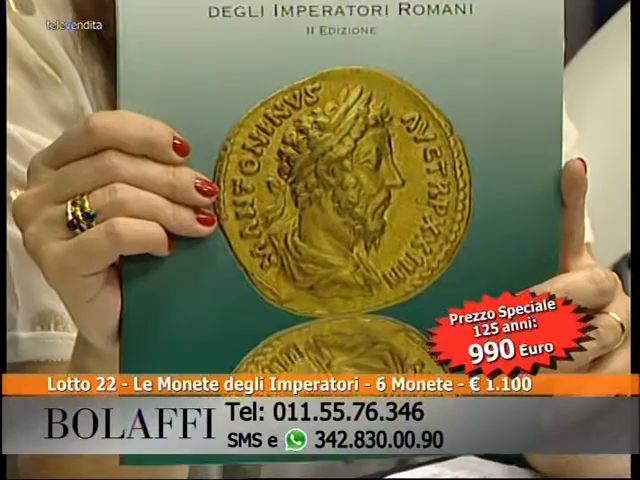 televendita
DEGLI IMPERATORI ROMANI
II EDIZIONE
M ANTONINVS AVG TR P XXVIII
Prezzo Speciale
125 anni!
990 Euro
Lotto 22 - Le Monete degli Imperatori - 6 Monete - € 1.100
BOLAFFI
Tel: 011.55.76.346
SMS e 342.830.00.90